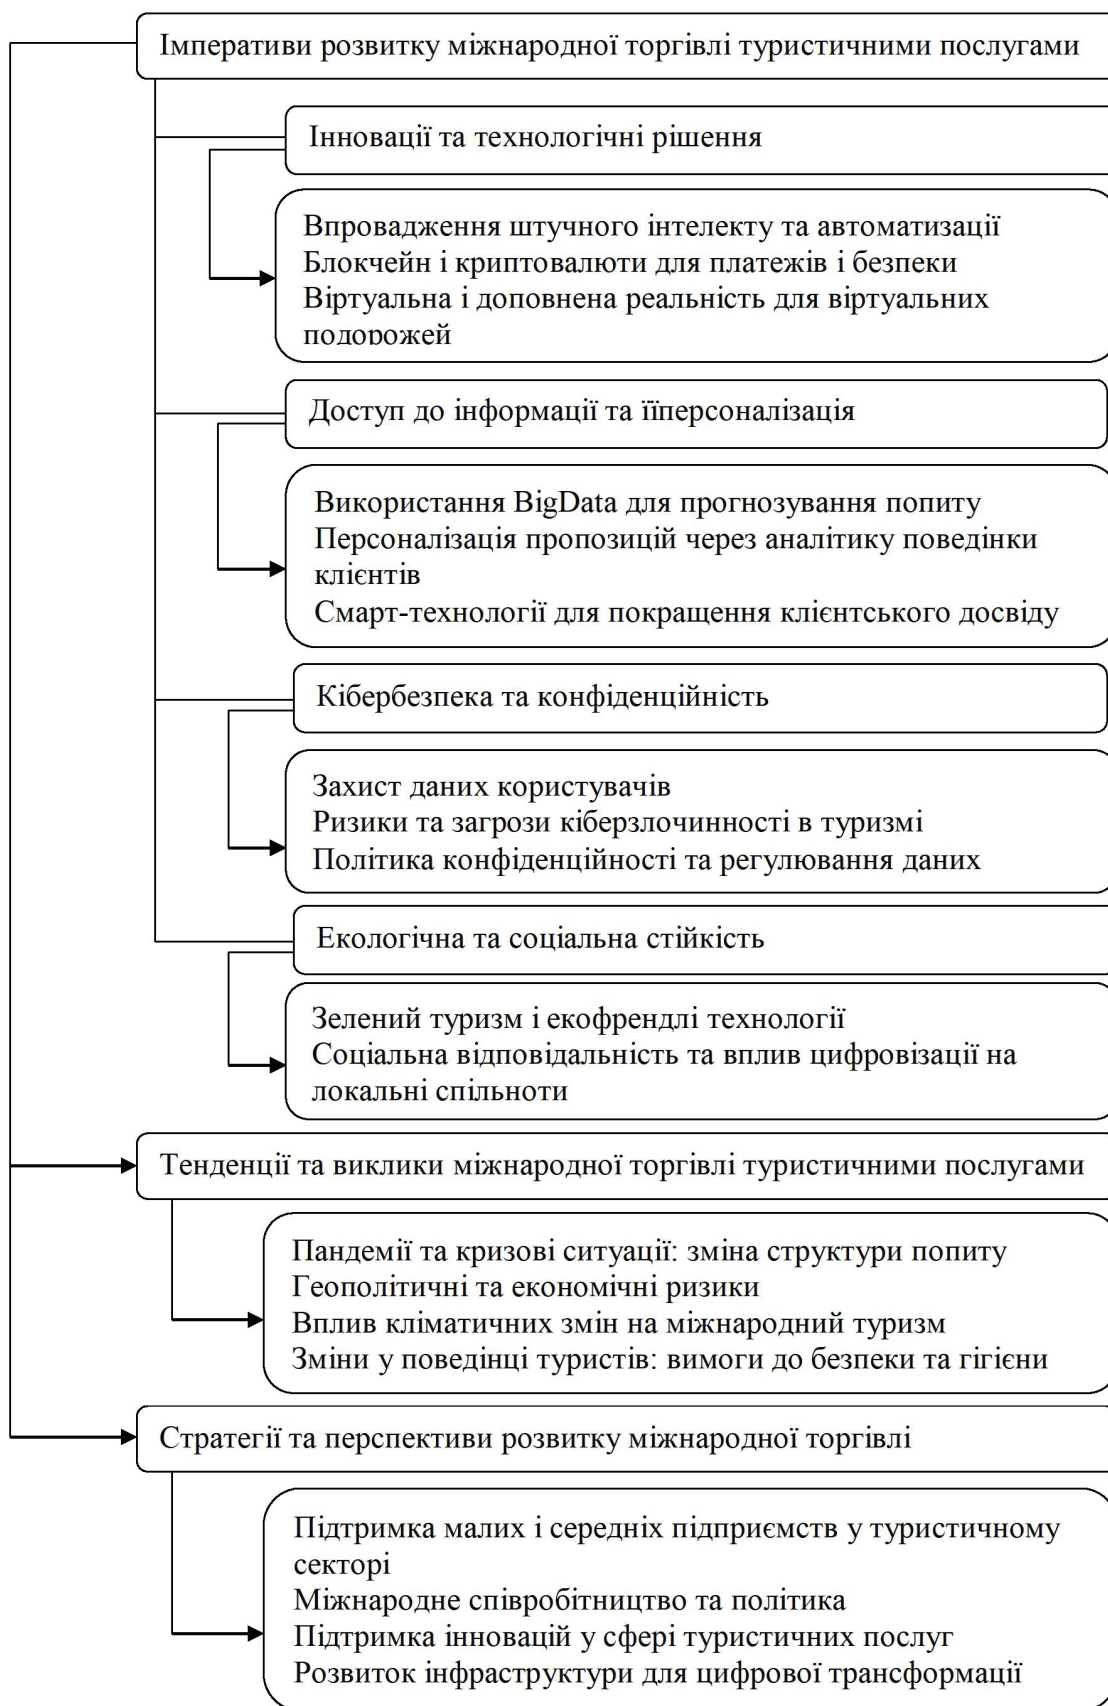 Імперативи розвитку міжнародної торгівлі туристичними послугами
Інновації та технологічні рішення
Впровадження штучного інтелекту та автоматизації
Блокчейн і криптовалюти для платежів і безпеки
Віртуальна і доповнена реальність для віртуальних
подорожей
Доступ до інформації та їїперсоналізація
Використання BigData для прогнозування попиту
Персоналізація пропозицій через аналітику поведінки
клієнтів
Смарт-технології для покращення клієнтського досвіду
Кібербезпека та конфіденційність
Захист даних користувачів
Ризики та загрози кіберзлочинності в туризмі
Політика конфіденційності та регулювання даних
Екологічна та соціальна стійкість
Зелений туризм і екофрендлі технології
Соціальна відповідальність та вплив цифровізації на
локальні спільноти
Тенденції та виклики міжнародної торгівлі туристичними послугами
Пандемії та кризові ситуації: зміна структури попиту
Геополітичні та економічні ризики
Вплив кліматичних змін на міжнародний туризм
Зміни у поведінці туристів: вимоги до безпеки та гігієни
Стратегії та перспективи розвитку міжнародної торгівлі
Підтримка малих і середніх підприємств у туристичному
секторі
Міжнародне співробітництво та політика
Підтримка інновацій у сфері туристичних послуг
Розвиток інфраструктури для цифрової трансформації